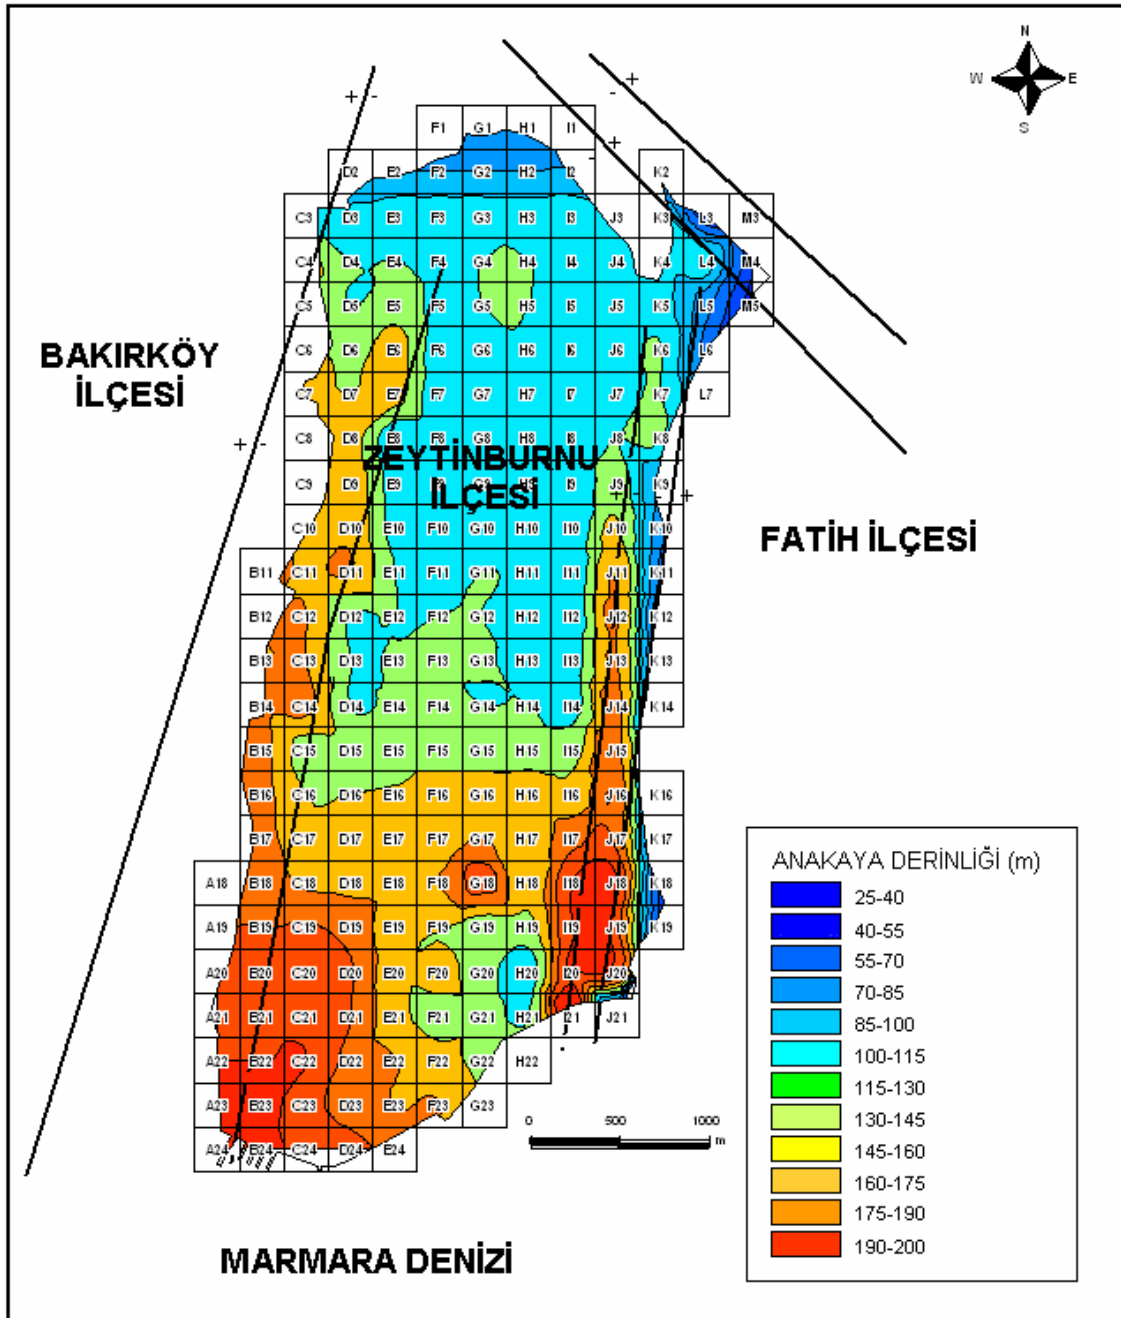 N
W E
S
F1 G1 H1 I1
D2 E2 F2 G2 H2 I2 K2
C3 D3 E3 F3 G3 H3 I3 J3 K3 L3 M3
C4 D4 E4 F4 G4 H4 I4 J4 K4 L4 M4
C5 D5 E5 F5 G5 H5 I5 J5 K5 L5 M5
C6 D6 E6 F6 G6 H6 I6 J6 K6 L6
BAKIRKÖY
İLÇESİ
C7 D7 E7 F7 G7 H7 I7 J7 K7 L7
C8 D8 E8 F8 G8 H8 I8 J8 K8
ZEYTİNBURNU
İLÇESİ
C9 D9 E9 F9 G9 H9 I9 J9 K9
C10 D10 E10 F10 G10 H10 I10 J10 K10
FATİH İLÇESİ
B11 C11 D11 E11 F11 G11 H11 I11 J11 K11
B12 C12 D12 E12 F12 G12 H12 I12 J12 K12
B13 C13 D13 E13 F13 G13 H13 I13 J13 K13
B14 C14 D14 E14 F14 G14 H14 I14 J14 K14
B15 C15 D15 E15 F15 G15 H15 I15 J15
B16 C16 D16 E16 F16 G16 H16 I16 J16 K16
B17 C17 D17 E17 F17 G17 H17 I17 J17 K17
A18 B18 C18 D18 E18 F18 G18 H18 I18 J18 K18
A19 B19 C19 D19 E19 F19 G19 H19 I19 J19 K19
A20 B20 C20 D20 E20 F20 G20 H20 I20 J20
A21 B21 C21 D21 E21 F21 G21 H21 I21 J21
A22 B22 C22 D22 E22 F22 G22 H22
A23 B23 C23 D23 E23 F23 G23
A24 B24 C24 D24 E24
0 500 1000
m
ANAKAYA DERİNLİĞİ (m)
25-40
40-55
55-70
70-85
85-100
100-115
115-130
130-145
145-160
160-175
175-190
190-200
MARMARA DENİZİ